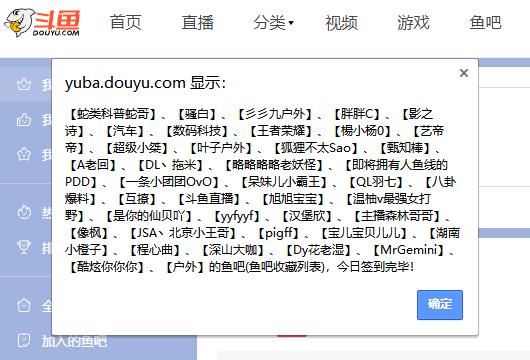 斗鱼
DOUYU.COM
首页
直播
分类
视频
游戏
鱼吧
yuba.douyu.com 显示：
【蛇类科普蛇哥】、【骚白】、【彡彡九户外】、【胖胖C】、【影之
诗】、【汽车】、【数码科技】、【王者荣耀】、【楊小杨0】、【艺帝
帝】、【超级小桀】、【叶子户外】、【狐狸不太Sao】、【甄知棒】、
【A老回】、【DL丶拖米】、【略略略略老妖怪】、【即将拥有人鱼线的
PDD】、【一条小团团OvO】、【呆妹儿小霸王】、【QL羽七】、【八卦
爆料】、【互撩】、【斗鱼直播】、【旭旭宝宝】、【温柚v最强女打
野】、【是你的仙贝吖】、【yyfyyf】、【汉堡欣】、【主播森林哥哥】、
【像枫】、【JSA丶北京小王哥】、【pigff】、【宝儿宝贝儿儿】、【湖南
小橙子】、【程心曲】、【深山大咖】、【Dy花老湿】、【MrGemini】、
【酷炫你你你】、【户外】的鱼吧(鱼吧收藏列表)，今日签到完毕！
确定
加入的鱼吧